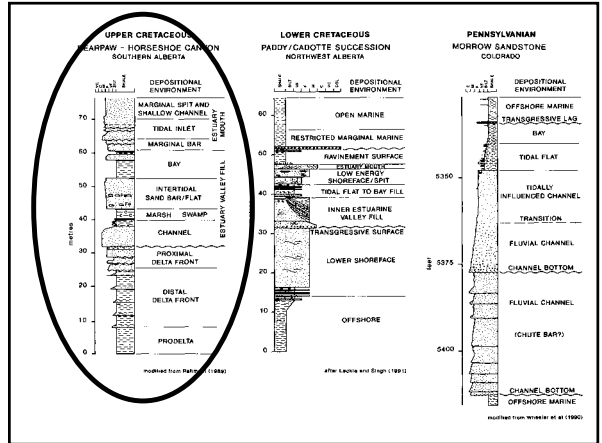 UPPER CRETACEOUS
BEARPAW - HORSESHOE CANYON
SOUTHERN ALBERTA
DEPOSITIONAL
ENVIRONMENT
SHALE
70
60
50
40
30
20
10
0
metres
MARGINAL SPIT AND
SHALLOW CHANNEL
TIDAL INLET
MARGINAL BAR
BAY
INTERTIDAL
SAND BAR/FLAT
MARSH SWAMP
CHANNEL
PROXIMAL
DELTA FRONT
DISTAL
DELTA FRONT
PRODELTA
ESTUARY
MOUTH
ESTUARY VALLEY FILL
modified from
(1989)
LOWER CRETACEOUS
PADDY/CADOTTE SUCCESSION
NORTHWEST ALBERTA
DEPOSITIONAL
ENVIRONMENT
60
50
40
30
20
10
0
OPEN MARINE
RESTRICTED MARGINAL MARINE
RAVINEMENT SURFACE
ESTUARY MOUTH
LOW ENERGY
SHOREFACE/SPIT
TIDAL FLAT TO BAY FILL
INNER ESTUARINE
VALLEY FILL
TRANSGRESSIVE SURFACE
LOWER SHOREFACE
OFFSHORE
after Leckie and Singh (1991)
PENNSYLVANIAN
MORROW SANDSTONE
COLORADO
DEPOSITIONAL
ENVIRONMENT
5350
5375
5400
feet
OFFSHORE MARINE
TRANSGRESSIVE LAG
BAY
TIDAL FLAT
TIDALLY
INFLUENCED CHANNEL
TRANSITION
FLUVIAL CHANNEL
CHANNEL BOTTOM
FLUVIAL CHANNEL
(CHUTE BAR?)
CHANNEL BOTTOM
OFFSHORE MARINE
modified from Wheeler et al (1990)